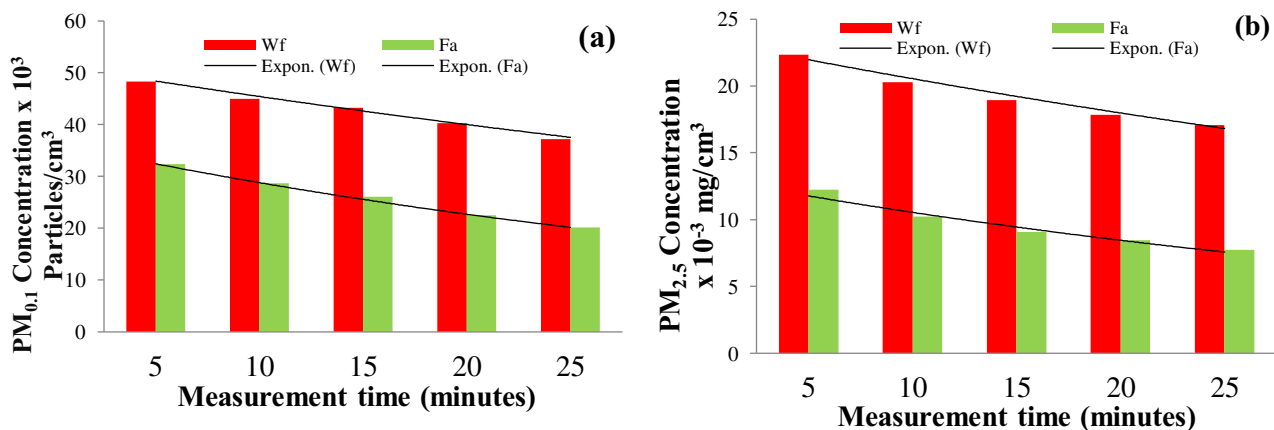 (a)
Wf
Fa
Expon. (Wf)
Expon. (Fa)
PM0.1 Concentration x 10³
Particles/cm³
60
50
40
30
20
10
0
5 10 15 20 25
Measurement time (minutes)
(b)
Wf
Fa
Expon. (Wf)
Expon. (Fa)
PM2.5 Concentration
x 10⁻³ mg/cm³
25
20
15
10
5
0
5 10 15 20 25
Measurement time (minutes)